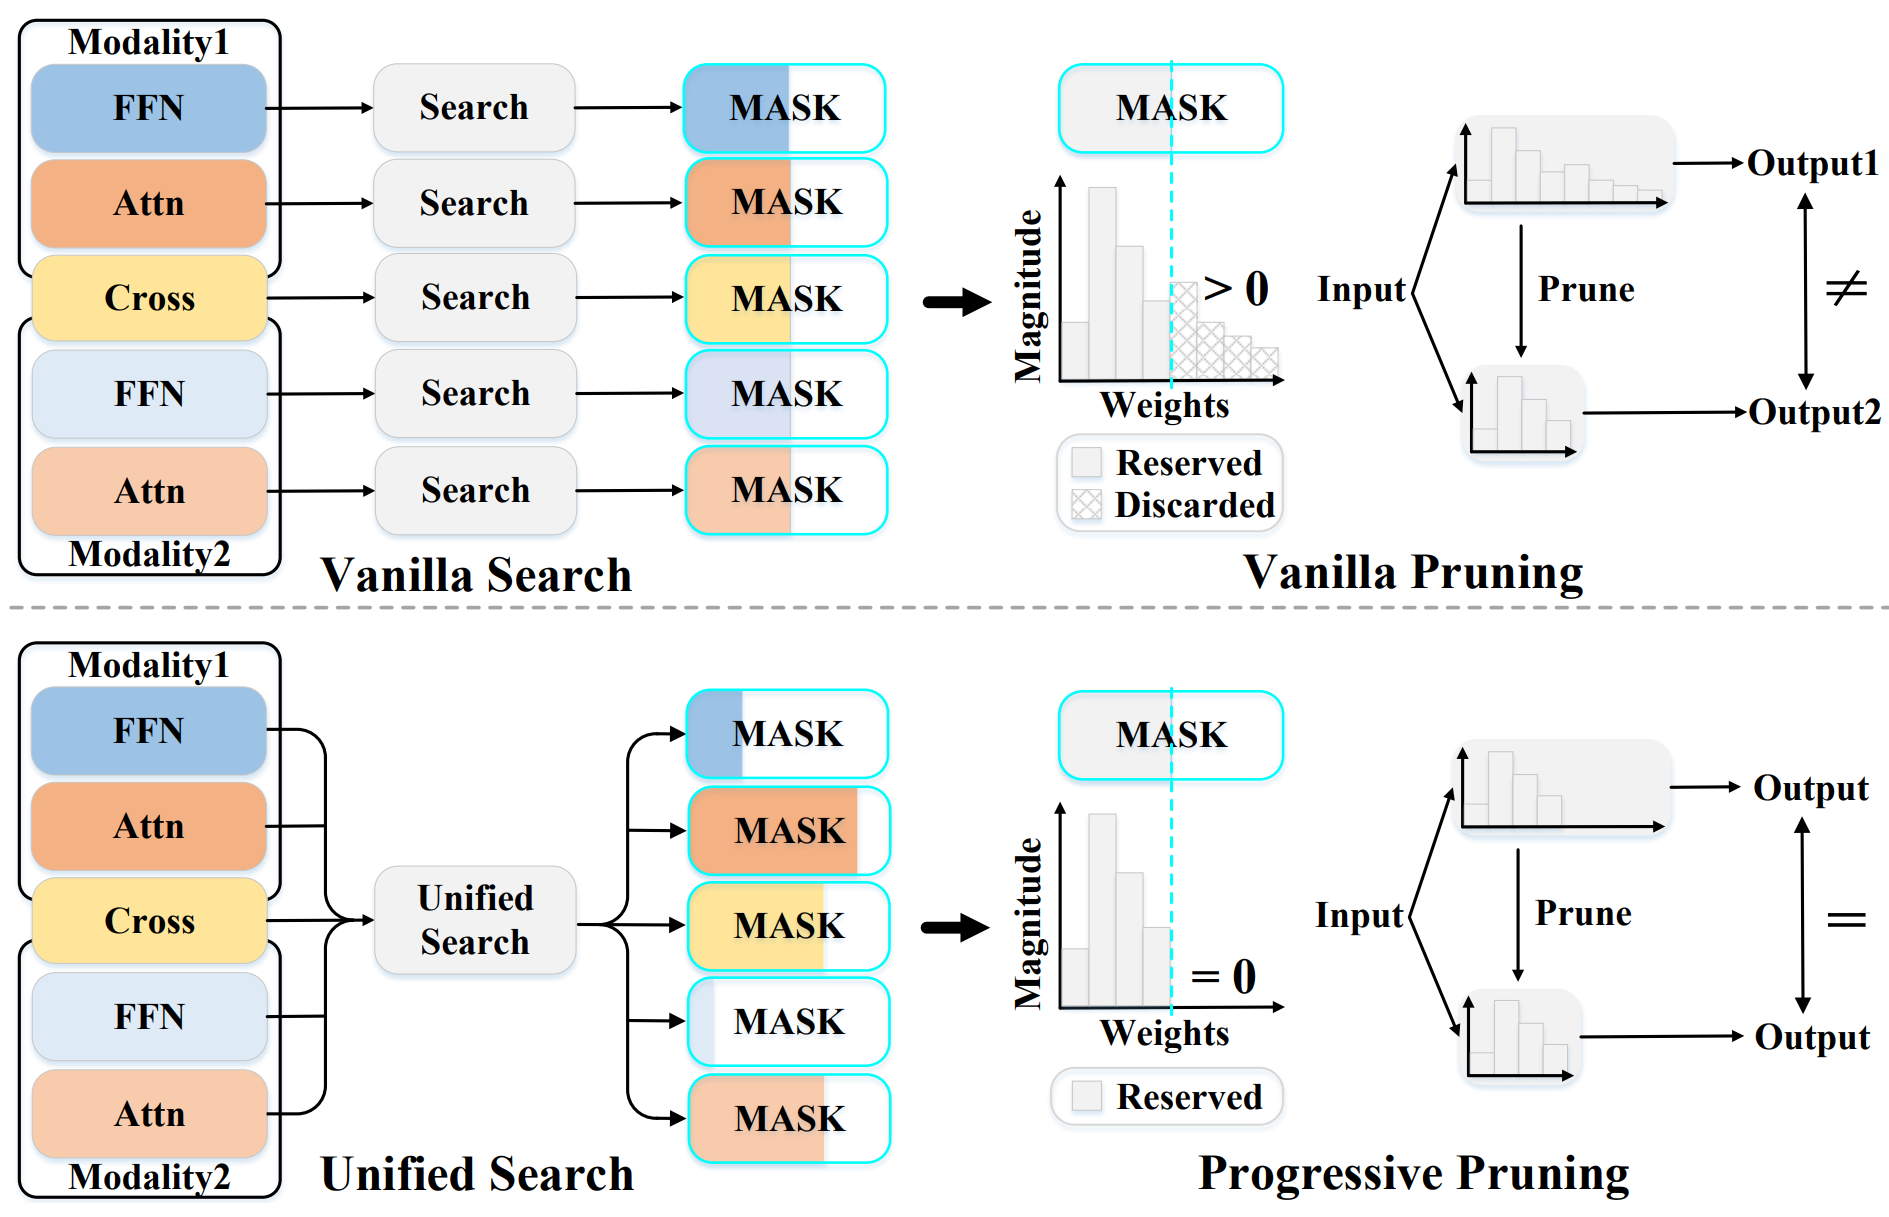 Modality1
FFN
Search
MASK
Attn
Search
MASK
Cross
Search
MASK
FFN
Search
MASK
Attn
Search
MASK
Modality2
Vanilla Search
MASK
Magnitude
> 0
Weights
Reserved
Discarded
Input
Prune
Output1
≠
Output2
Vanilla Pruning
Modality1
FFN
Attn
Cross
FFN
Attn
Modality2
Unified
Search
MASK
MASK
MASK
MASK
MASK
Unified Search
MASK
Magnitude
= 0
Weights
Reserved
Input
Prune
Output
=
Output
Progressive Pruning